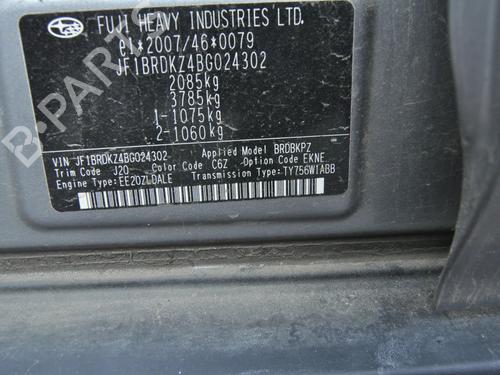 FUJI HEAVY INDUSTRIES LTD.
e1*2007/46*0079
JF1BRDKZ4BG024302
2085kg
3785kg
1-1075kg
2-1060kg
VIN JF1BRDKZ4BG024302 Applied Model BRDBKPZ
Trim Code J20 Color Code C6Z Option Code EKNE
Engine Type:EE20ZLDALE Transmission Type:TY756W1ABB
B-PARTS